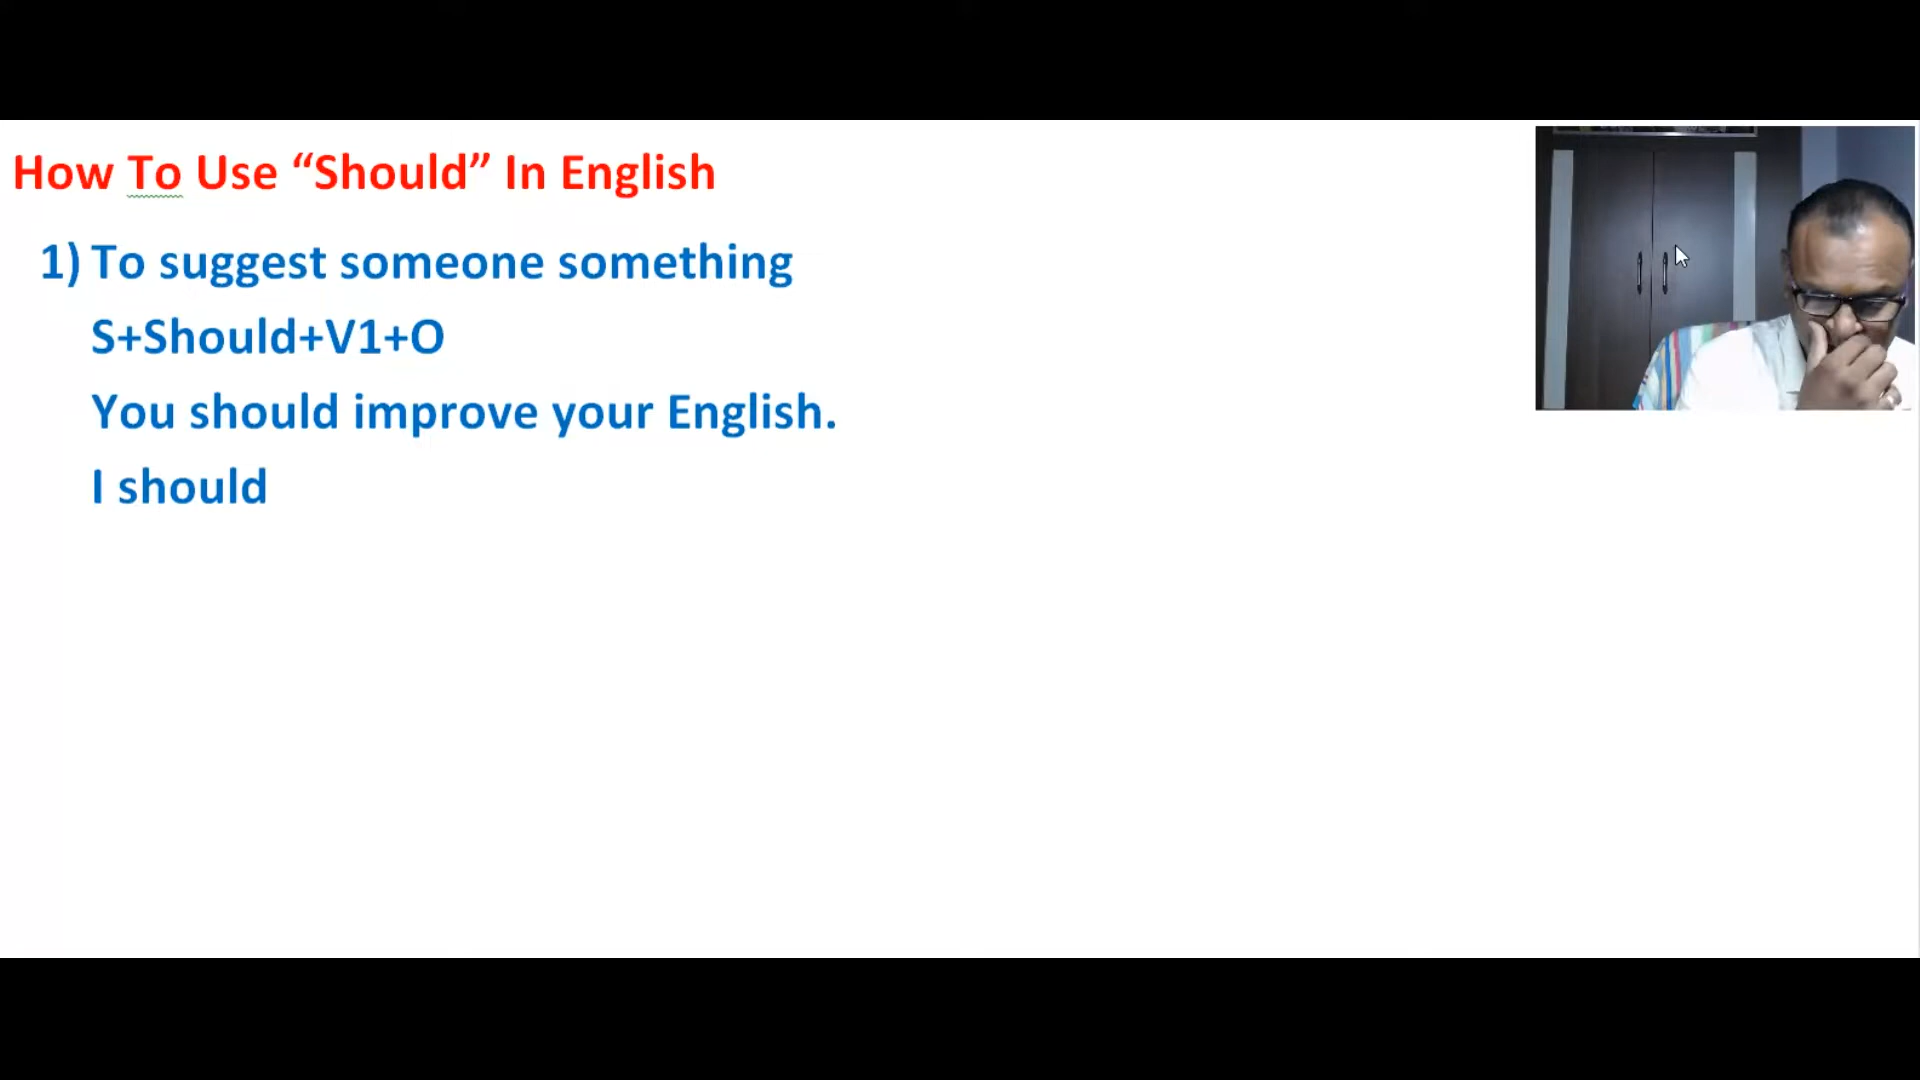 How To Use “Should” In English
1) To suggest someone something
S+Should+V1+O
You should improve your English.
I should